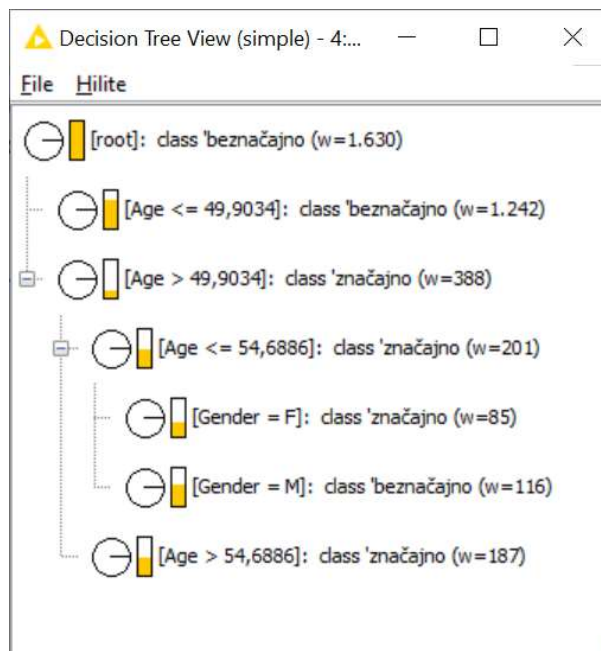 Decision Tree View (simple) - 4:...
File Hilite
[root]: class 'beznačajno (w=1.630)
[Age <= 49,9034]: class 'beznačajno (w=1.242)
[Age > 49,9034]: class 'značajno (w=388)
[Age <= 54,6886]: class 'značajno (w=201)
[Gender = F]: class 'značajno (w=85)
[Gender = M]: class 'beznačajno (w=116)
[Age > 54,6886]: class 'značajno (w=187)